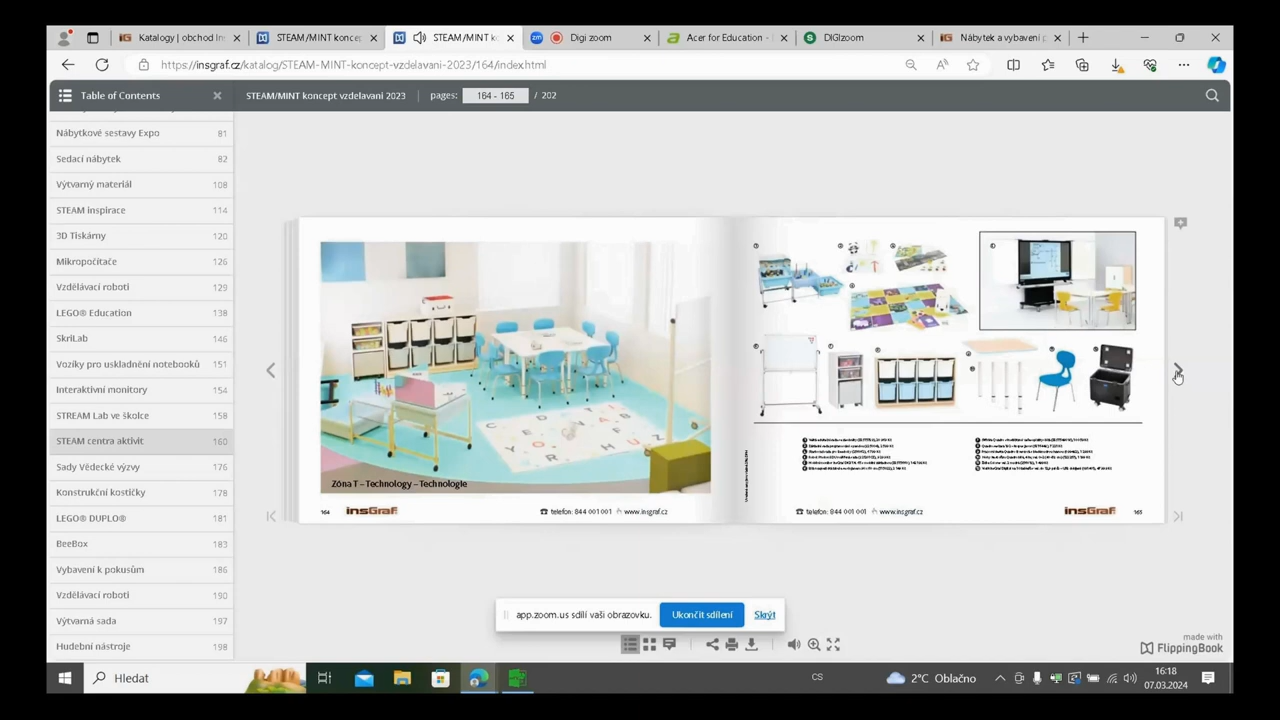 Katalogy | obchod Ins
STEAM/MINT koncep
STEAM/MINT ko
Digi zoom
Acer for Education -
DIGIzoom
Nábytek a vybavení p
https://insgraf.cz/katalog/STEAM-MINT-koncept-vzdelavani-2023/164/index.html
Table of Contents
STEAM/MINT koncept vzdelavani 2023
pages: 164 - 165 / 202
Nábytkové sestavy Expo 81
Sedací nábytek 82
Výtvarný materiál 108
STEAM inspirace 114
3D Tiskárny 120
Mikropočítače 126
Vzdělávací roboti 129
LEGO® Education 138
SkriLab 146
Vozíky pro uskladnění notebooků 151
Interaktivní monitory 154
STREAM Lab ve školce 158
STEAM centra aktivit 160
Sady Vědecké výzvy 16
Konstrukční kostičky 178
LEGO® DUPLO® 181
BeeBox 183
Vybavení k pokusům 186
Vzdělávací roboti 190
Výtvarná sada 197
Hudební nástroje 198
Zóna T – Technology – Technologie
164 insGraf telefon: 844 001 001 www.insgraf.cz
telefon: 844 001 001 www.insgraf.cz insGraf 165
app.zoom.us sdílí vaši obrazovku. Ukončit sdílení Skrýt
made with
FlippingBook
Hledat
CS
2°C Oblačno
16:18
07.03.2024